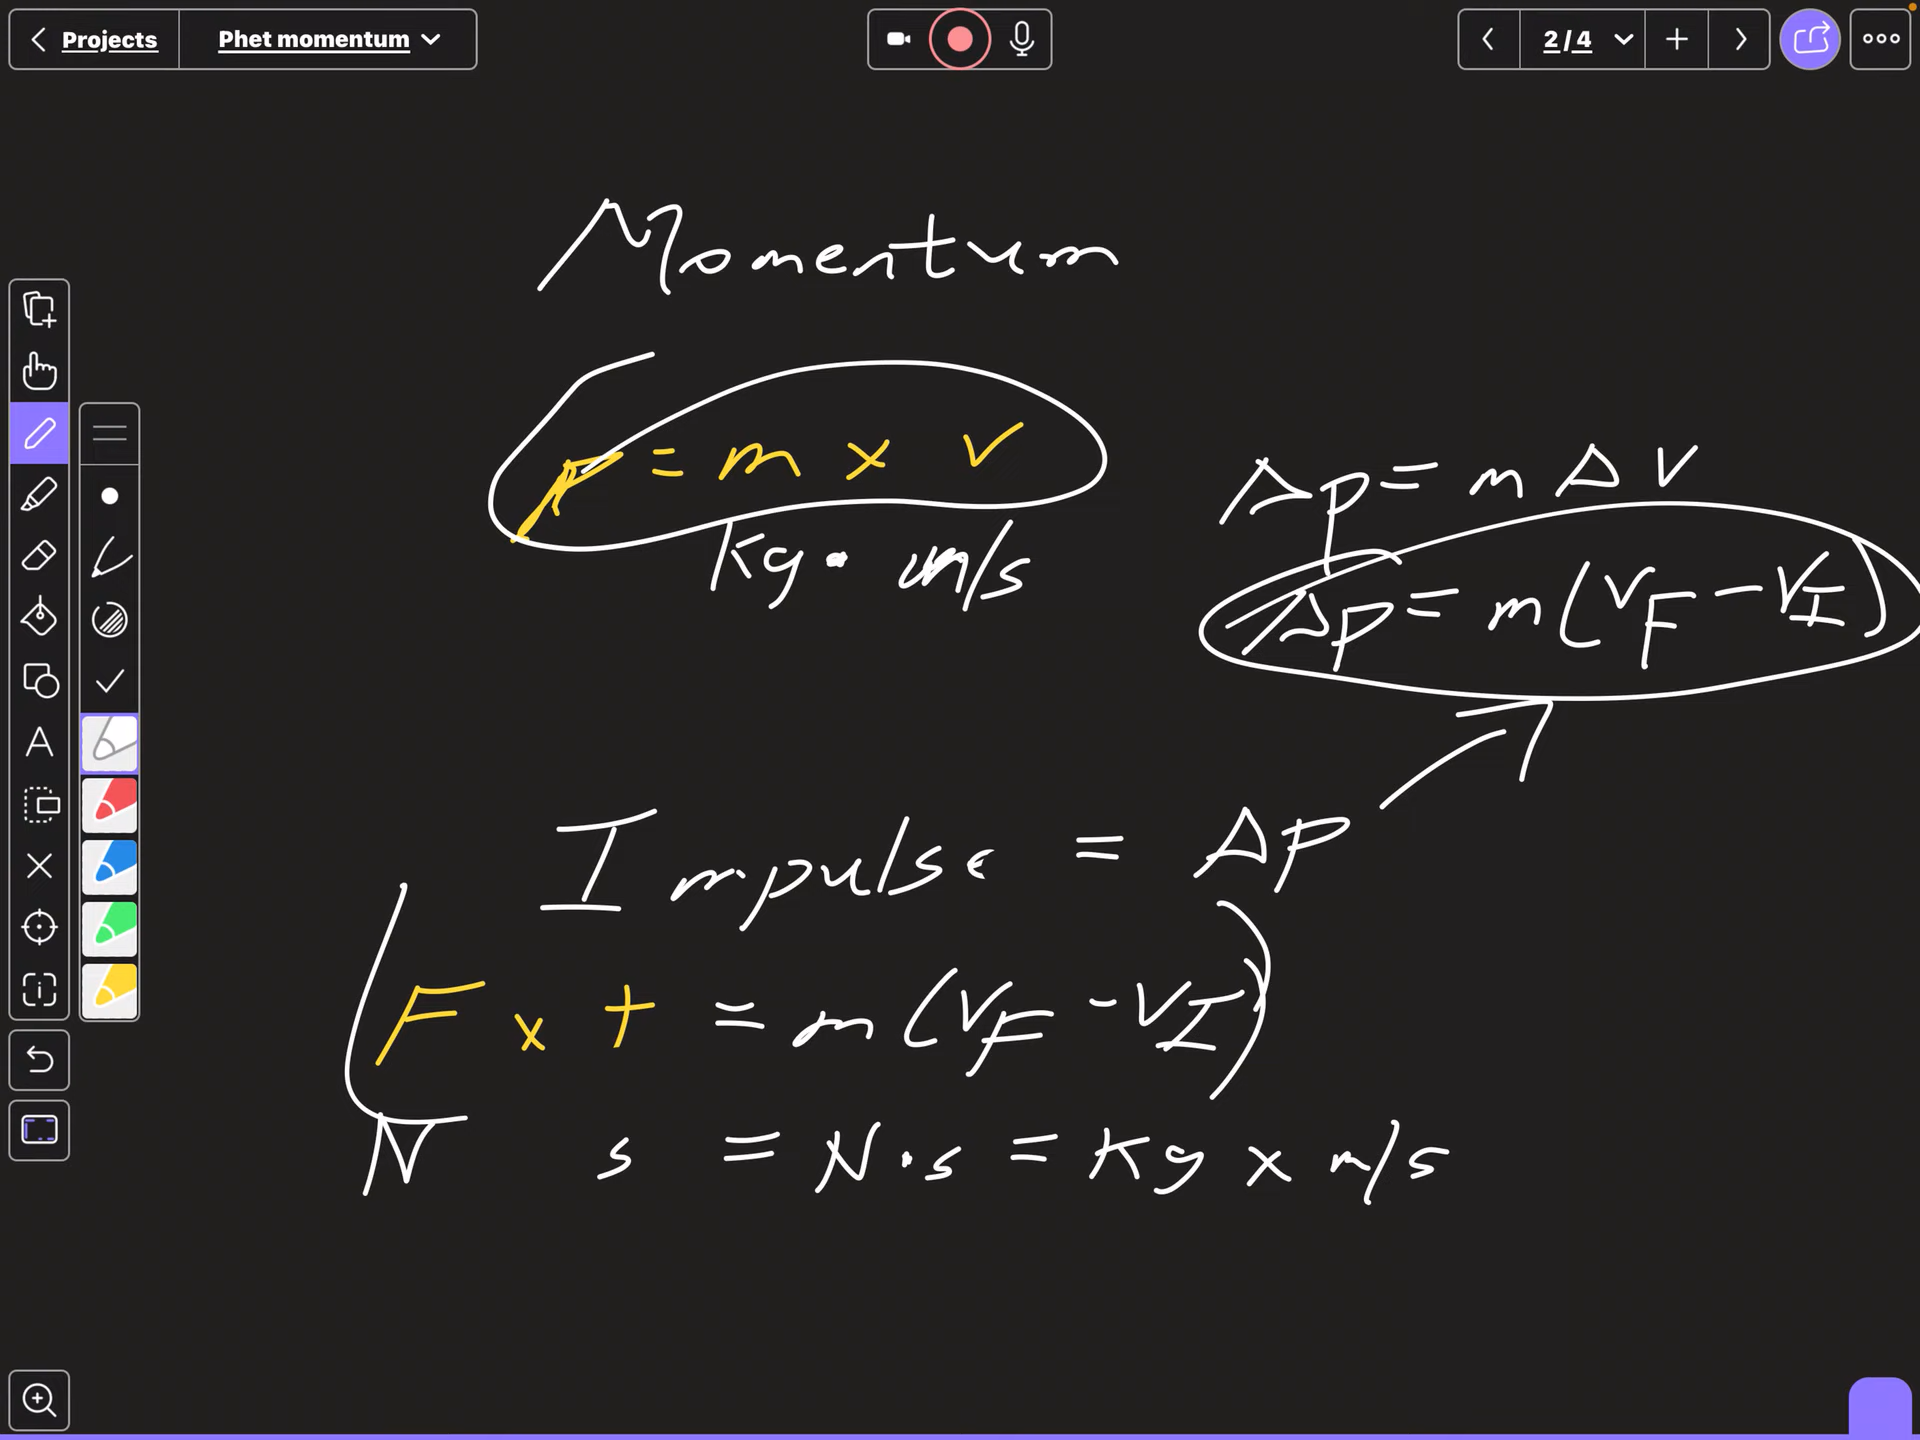 Projects
Phet momentum
2/4
Momentum
p = m x v
kg • m/s
Δp = m Δ V
Δp = m(VF - VI)
Impulse = Δp
F x t = m(VF - VI)
N s = N•s = kg x m/s